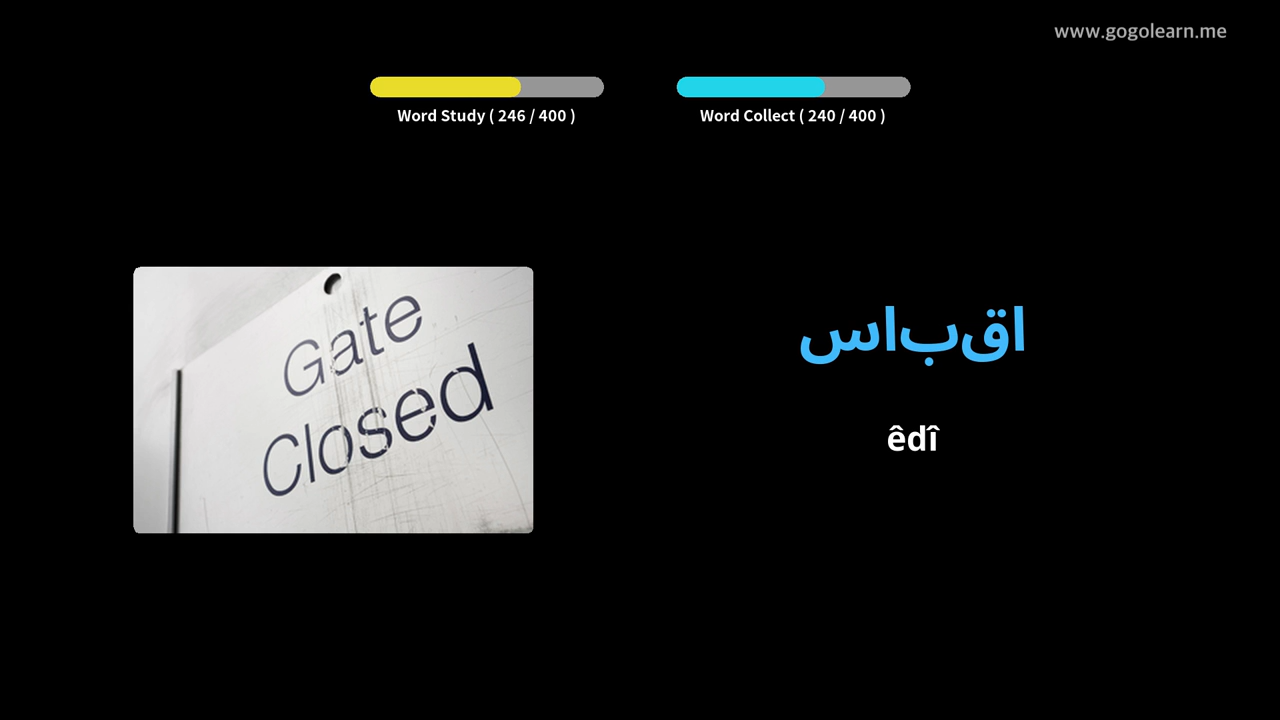 www.gogolearn.me
Word Study ( 246 / 400 )
Word Collect ( 240 / 400 )
Gate
Closed
اقباس
êdî